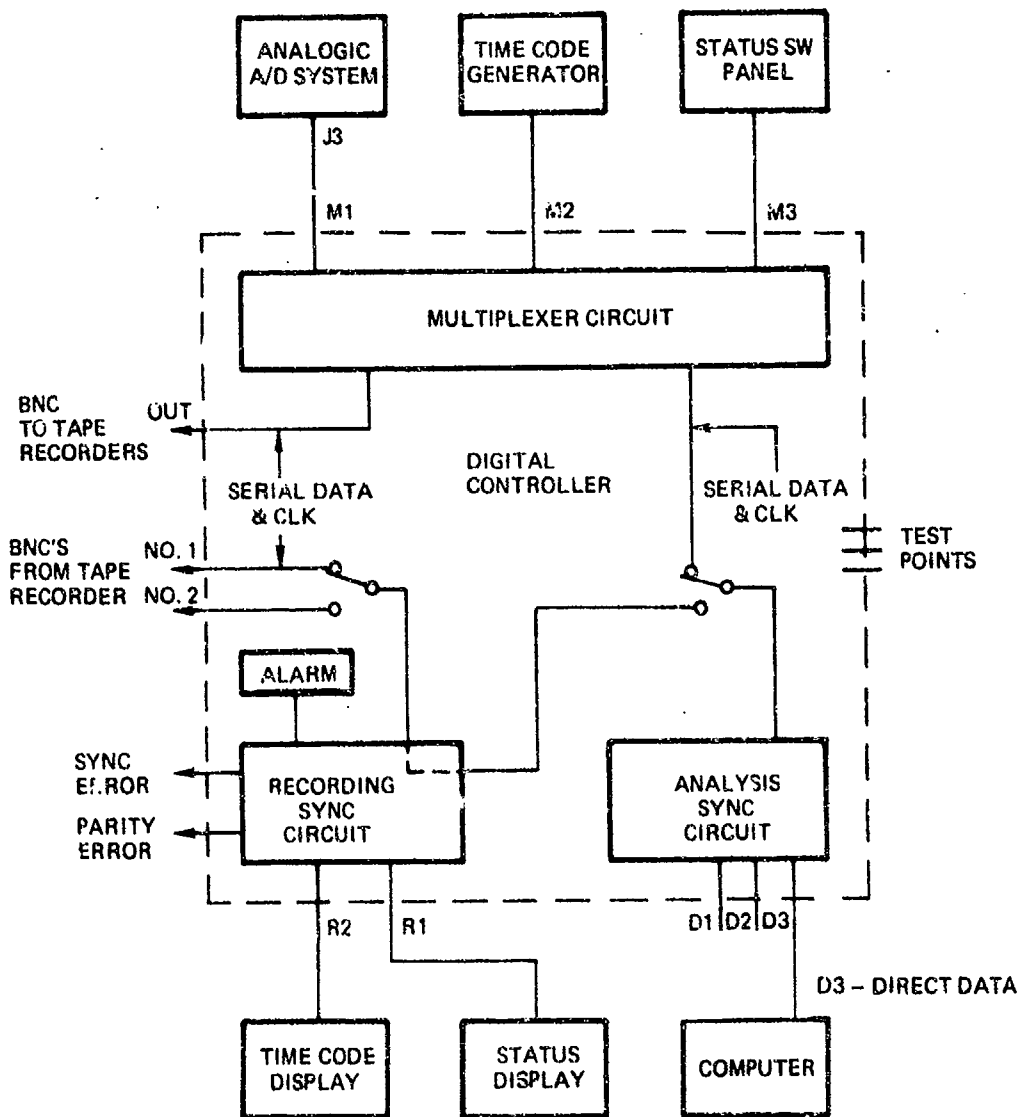 ANALOGIC
A/D SYSTEM
TIME CODE
GENERATOR
STATUS SW
PANEL
J3
M1
M2
M3
MULTIPLEXER CIRCUIT
BNC
TO TAPE
RECORDERS
OUT
DIGITAL
CONTROLLER
SERIAL DATA
& CLK
SERIAL DATA
& CLK
TEST
POINTS
BNC'S
FROM TAPE
RECORDER
NO. 1
NO. 2
ALARM
SYNC
ERROR
PARITY
ERROR
RECORDING
SYNC
CIRCUIT
ANALYSIS
SYNC
CIRCUIT
R2
R1
D1
D2
D3
D3 – DIRECT DATA
TIME CODE
DISPLAY
STATUS
DISPLAY
COMPUTER